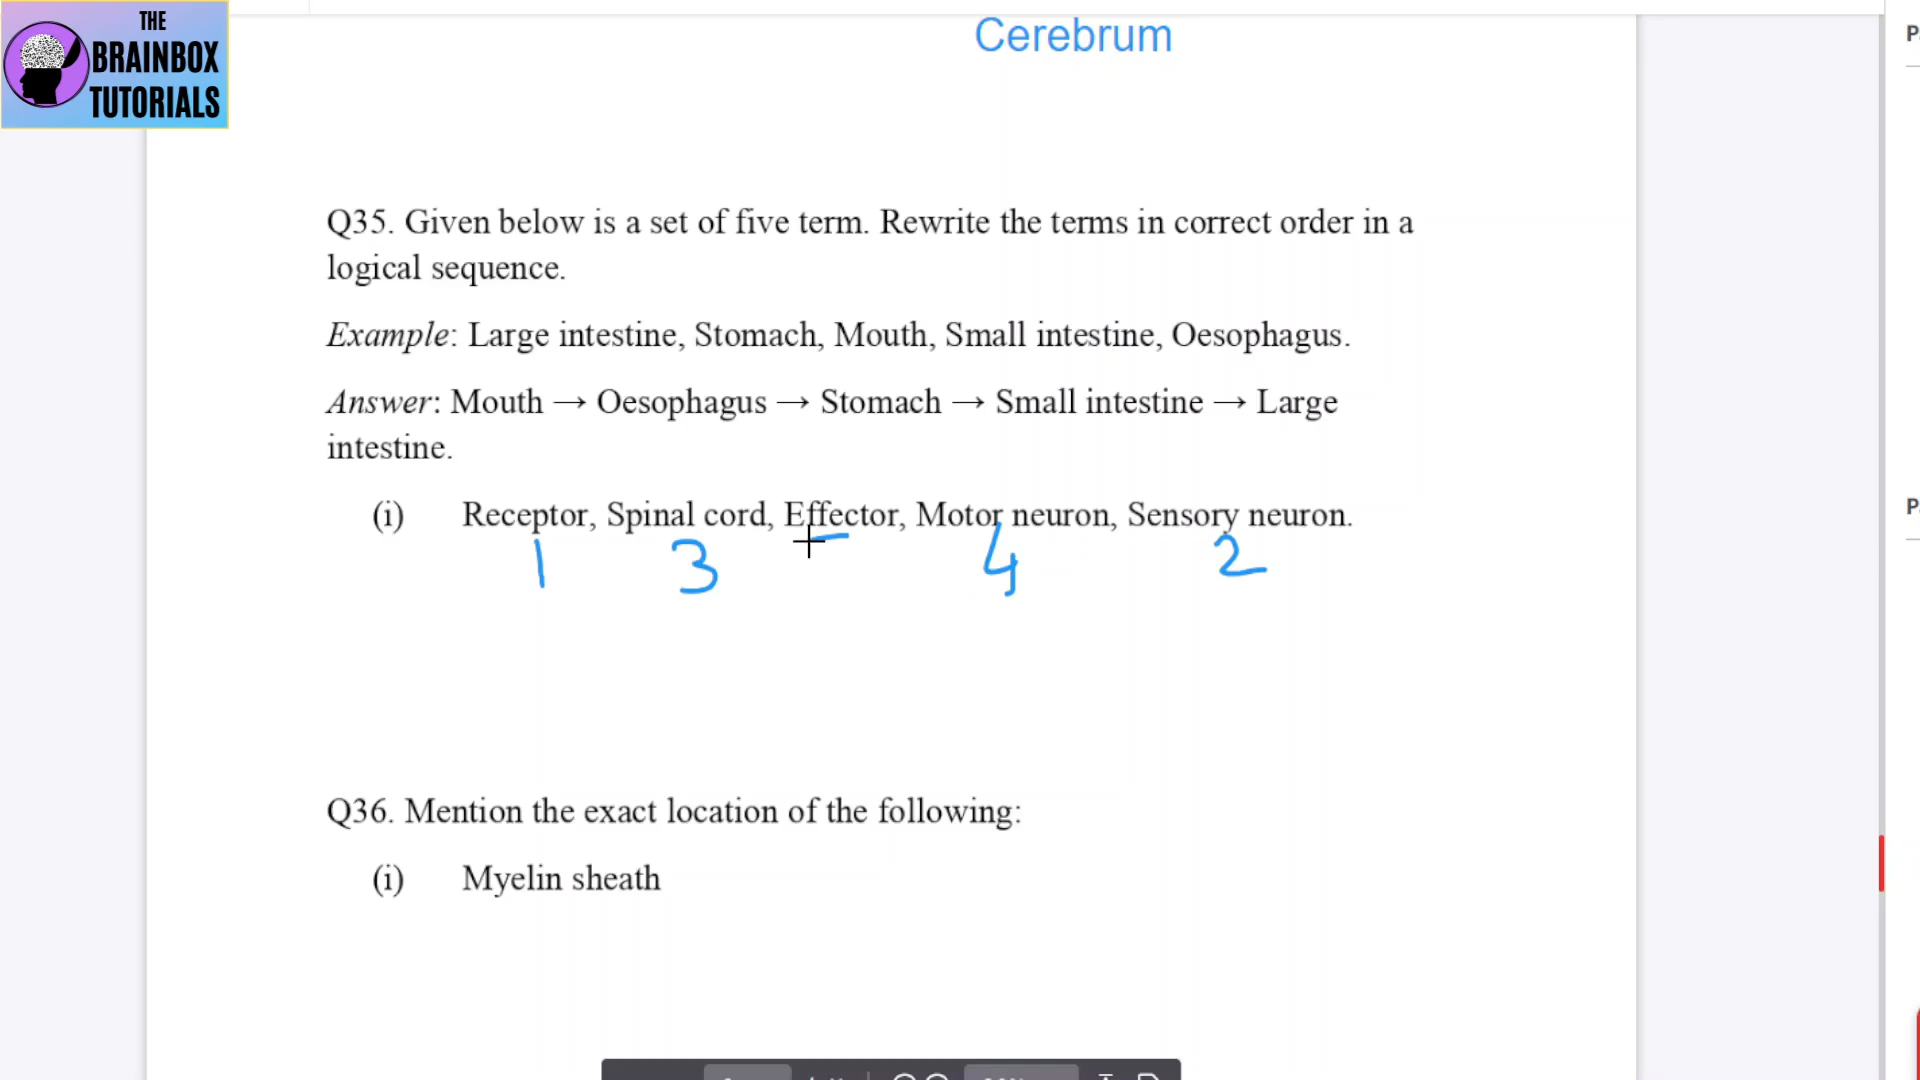 THE
BRAINBOX
TUTORIALS
Cerebrum
Q35. Given below is a set of five term. Rewrite the terms in correct order in a
logical sequence.
Example: Large intestine, Stomach, Mouth, Small intestine, Oesophagus.
Answer: Mouth → Oesophagus → Stomach → Small intestine → Large
intestine.
(i) Receptor, Spinal cord, Effector, Motor neuron, Sensory neuron.
1 3 4 2
Q36. Mention the exact location of the following:
(i) Myelin sheath